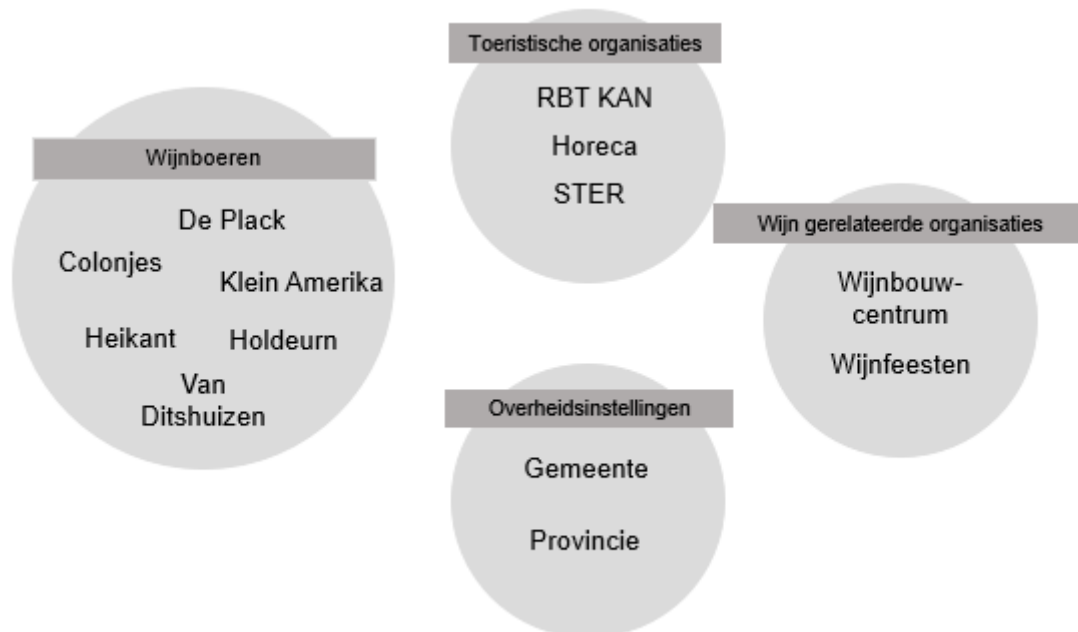 Wijnboeren
De Plack
Colonjes
Klein Amerika
Heikant
Holdeurn
Van
Ditshuizen
Toeristische organisaties
RBT KAN
Horeca
STER
Wijn gerelateerde organisaties
Wijnbouw-
centrum
Wijnfeesten
Overheidsinstellingen
Gemeente
Provincie